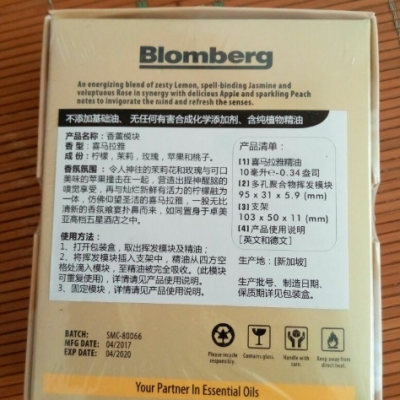 Blomberg
An energizing blend of zesty Lemon, spell-binding Jasmine and
voluptuous Rose in synergy with delicious Apple and sparkling Peach
notes to invigorate the mind and refresh the senses.
不添加基础油、无任何有害合成化学添加剂、含纯植物精油
产品名称:香薰模块
香 型:喜马拉雅
成 份:柠檬,茉莉,玫瑰,苹果和桃子。
香氛氛围:令人神往的茉莉花和玫瑰与可口
美味的苹果撞击在一起,营造出提神醒脑的
嗅觉享受,再与灿烂新鲜有活力的柠檬融为
一体,仿佛仰望圣洁的喜马拉雅,一股无比
清新的香氛飨宴扑鼻而来,如同置身于卓美
亚高档五星酒店之中。
使用方法:
1、打开包装盒,取出挥发模块及精油;
2、将挥发模块插入支架中,精油从四方空
格处滴入模块,至精油被完全吸收。(此模块
可重复使用),详情请见产品使用说明。
3、固定模块,详情请见产品使用说明。
产品清单:
[1]喜马拉雅精油
10毫升℮-0.34盎司
[2]多孔聚合物挥发模块
95 x 31 x 5.9 (mm)
[3]支架
103 x 50 x 11 (mm)
[4]产品使用说明
[英文和德文]
生产地:[新加坡]
生产批号、制造日期、
保质期详见包装盒。
BATCH: SMC-80066
MFG DATE: 04/2017
EXP DATE: 04/2020
Please recycle responsibly.
Contains glass.
Handle with care.
Keep away from direct heat.
Your Partner In Essential Oils